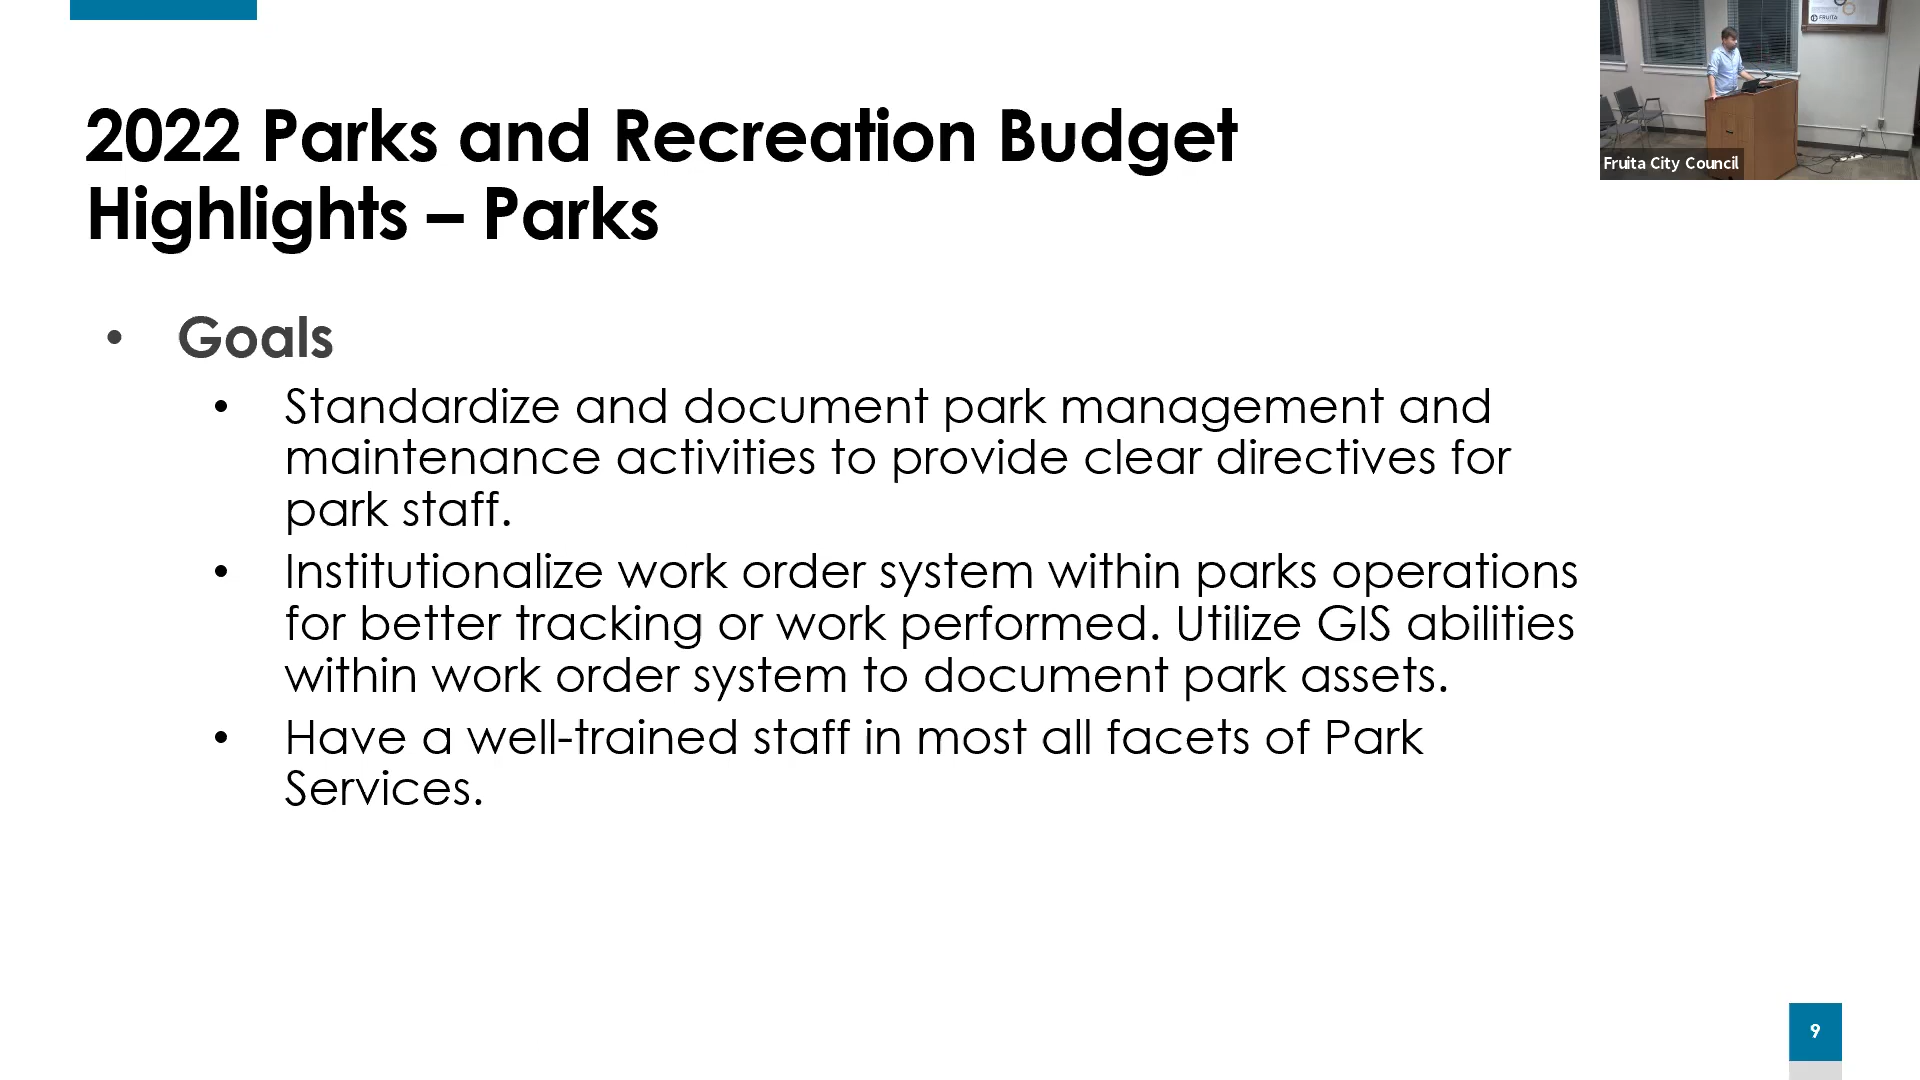 FRUITA
2022 Parks and Recreation Budget
Highlights – Parks
Fruita City Council
• Goals
• Standardize and document park management and
maintenance activities to provide clear directives for
park staff.
• Institutionalize work order system within parks operations
for better tracking or work performed. Utilize GIS abilities
within work order system to document park assets.
• Have a well-trained staff in most all facets of Park
Services.
9